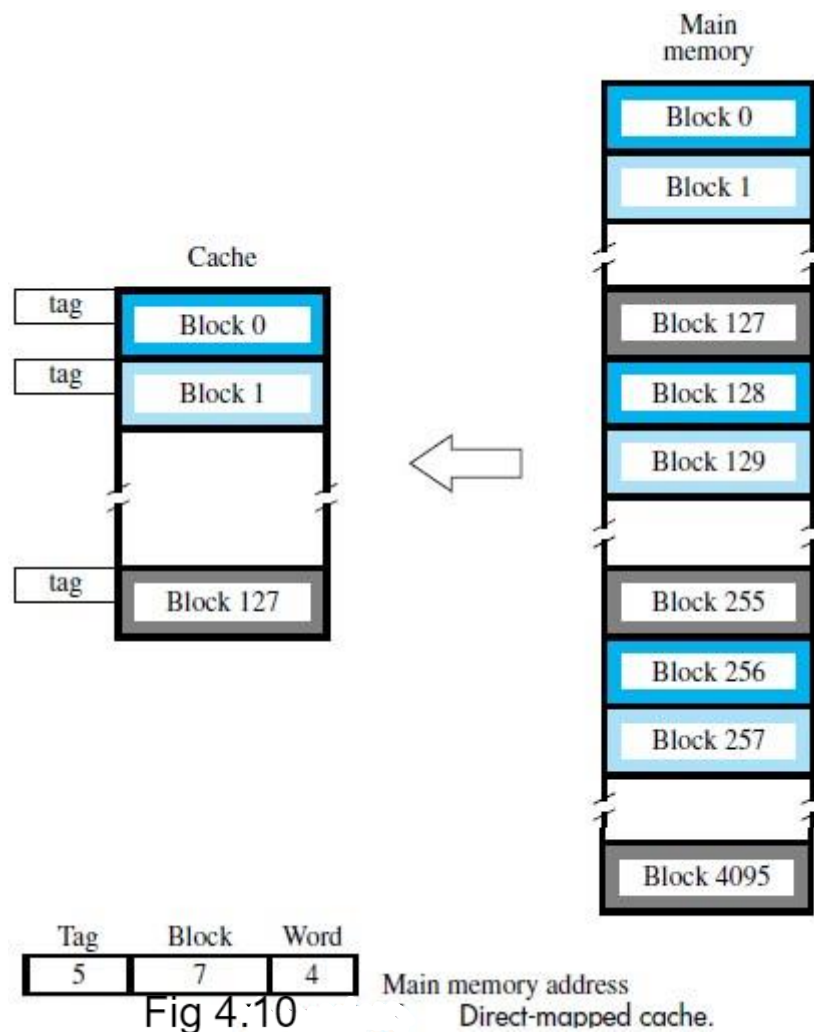 Main
memory
Block 0
Block 1
Block 127
Block 128
Block 129
Block 255
Block 256
Block 257
Block 4095
Cache
tag
Block 0
tag
Block 1
tag
Block 127
Tag Block Word
5 7 4
Main memory address
Fig 4.10 Direct-mapped cache.